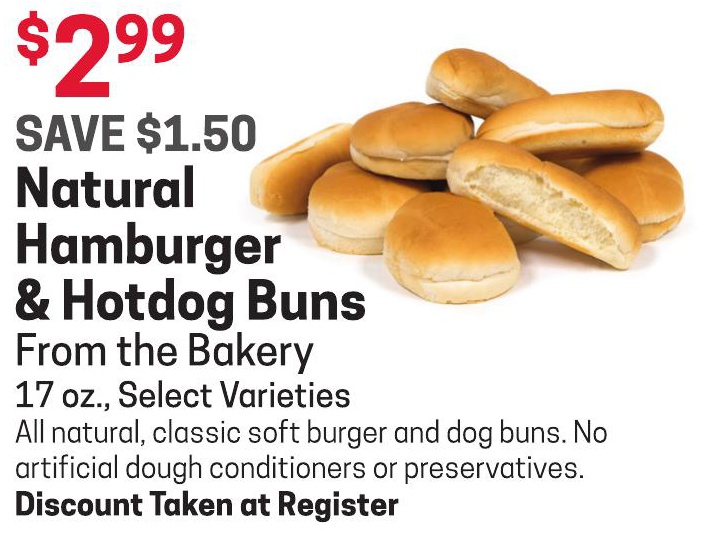 $2.99
SAVE $1.50
Natural
Hamburger
& Hotdog Buns
From the Bakery
17 oz., Select Varieties
All natural, classic soft burger and dog buns. No
artificial dough conditioners or preservatives.
Discount Taken at Register